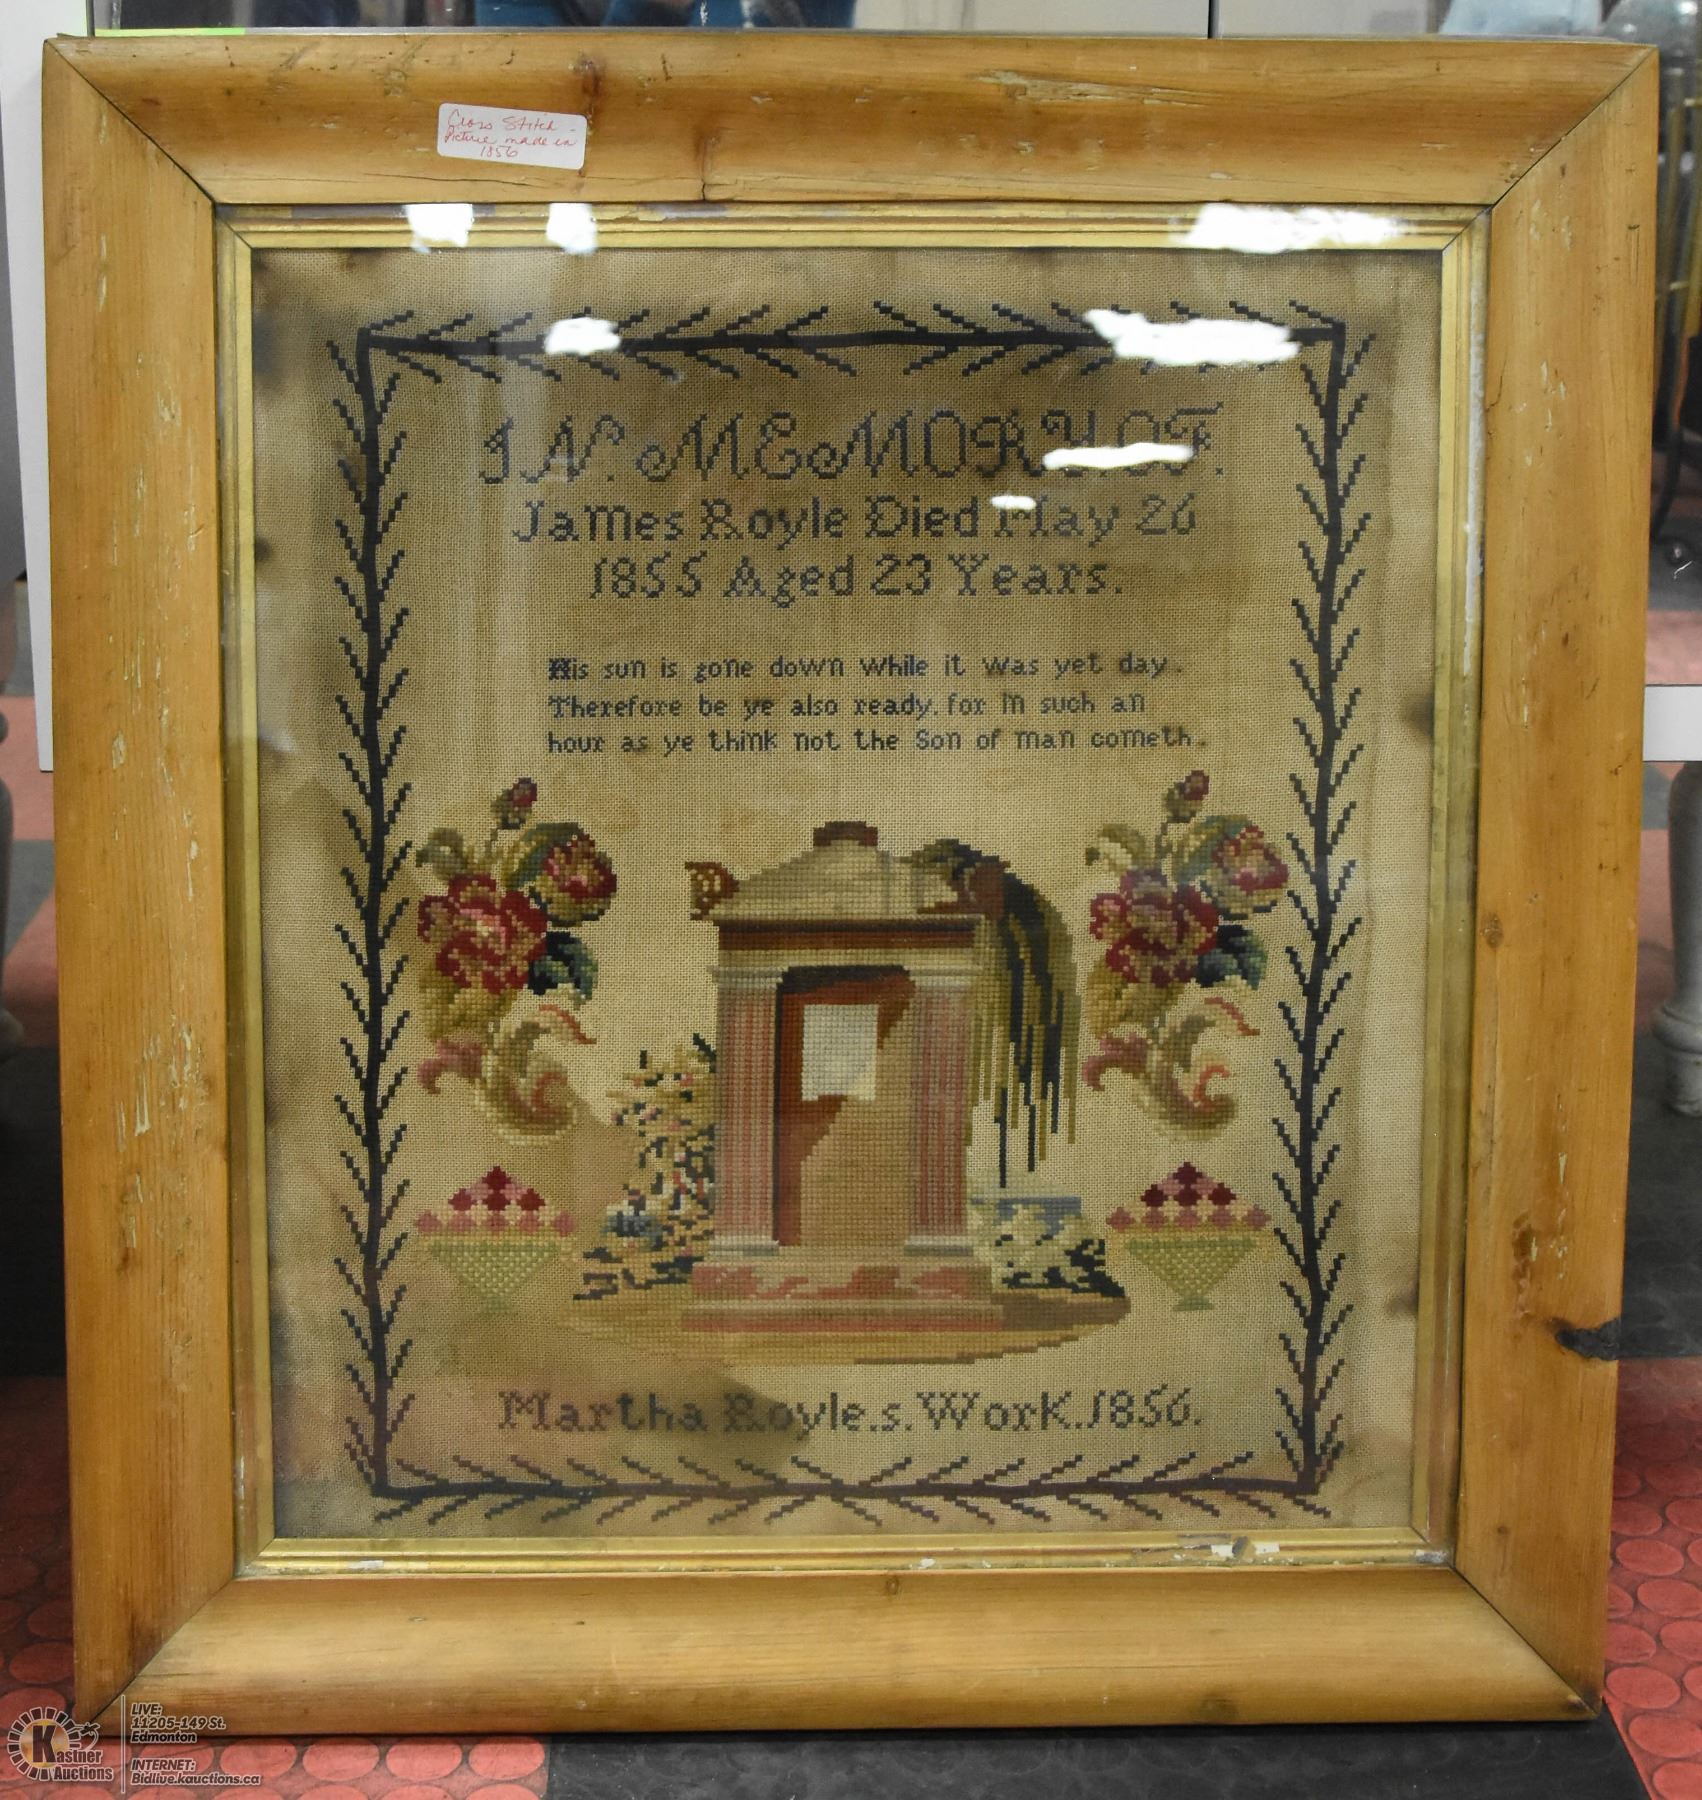 Cross Stitch -
Picture made in
1856
IN. MEMORY.OF.
James Royle Died May 26
1855 Aged 23 Years.
His sun is gone down while it was yet day.
Therefore be ye also ready. for in such an
hour as ye think not the Son of man cometh.
Martha Royle.s. Work. 1856.
Kastner
Auctions
LIVE:
11205-149 St.
Edmonton
INTERNET:
Bidlive.kauctions.ca